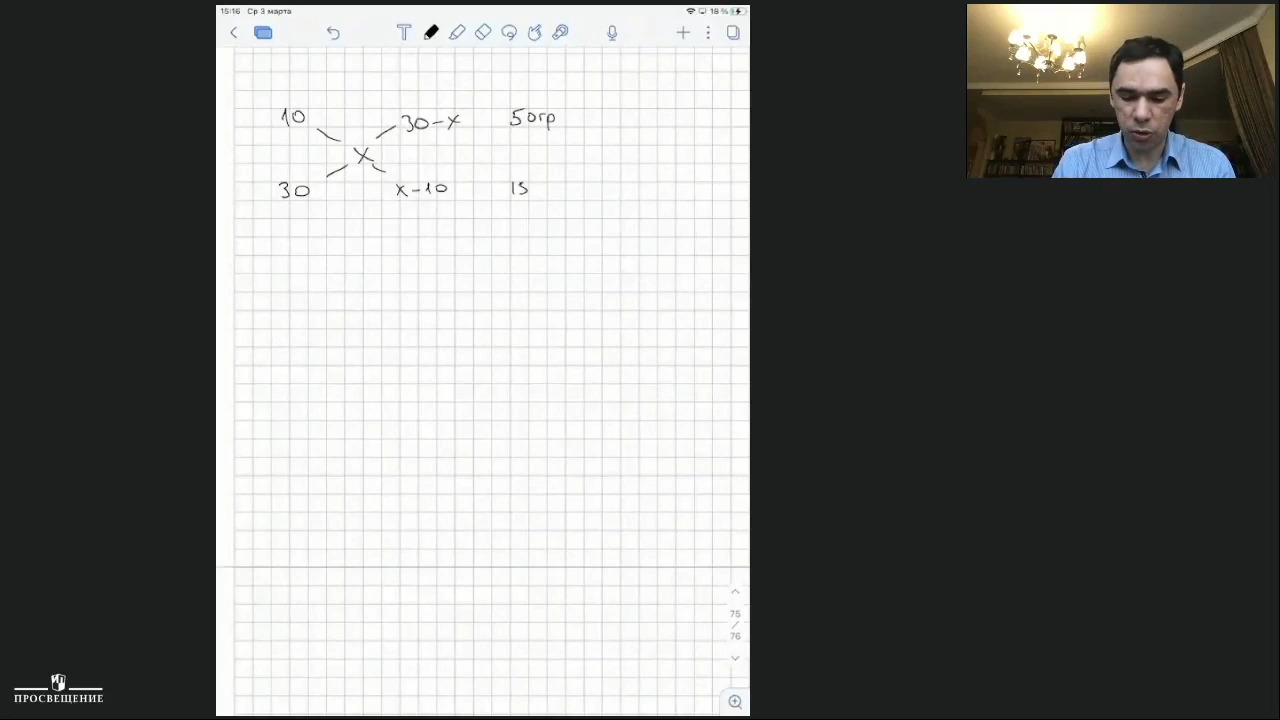 15:16 Ср 3 марта
18 %
10 30-x 50гр
x
30 x-10 15
75
/
76
ПРОСВЕЩЕНИЕ